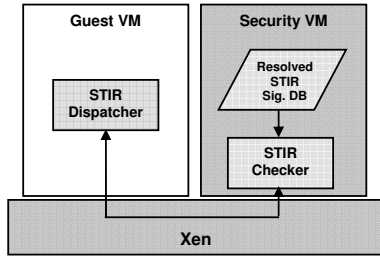 Guest VM
Security VM
Resolved
STIR
Sig. DB
STIR
Dispatcher
STIR
Checker
Xen